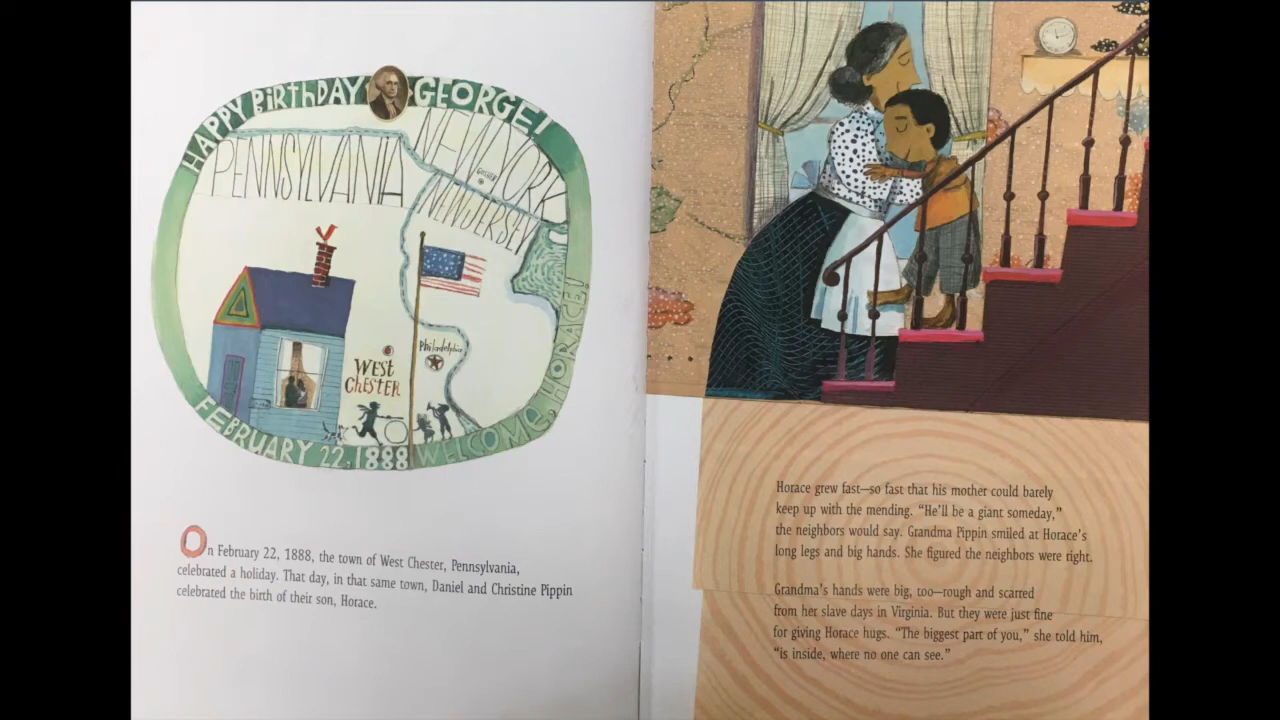 HAPPY BIRTHDAY GEORGE!
PENNSYLVANIA
NEW YORK
GOSHEN
NEW JERSEY
Philadelphia
WEST
CHESTER
FEBRUARY 22, 1888 WELCOME, HORACE!
On February 22, 1888, the town of West Chester, Pennsylvania,
celebrated a holiday. That day, in that same town, Daniel and Christine Pippin
celebrated the birth of their son, Horace.
Horace grew fast—so fast that his mother could barely
keep up with the mending. “He’ll be a giant someday,”
the neighbors would say. Grandma Pippin smiled at Horace’s
long legs and big hands. She figured the neighbors were right.
Grandma’s hands were big, too—rough and scarred
from her slave days in Virginia. But they were just fine
for giving Horace hugs. “The biggest part of you,” she told him,
“is inside, where no one can see.”